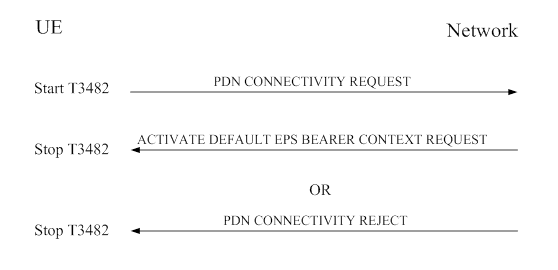 UE
Network
Start T3482
PDN CONNECTIVITY REQUEST
Stop T3482
ACTIVATE DEFAULT EPS BEARER CONTEXT REQUEST
OR
Stop T3482
PDN CONNECTIVITY REJECT